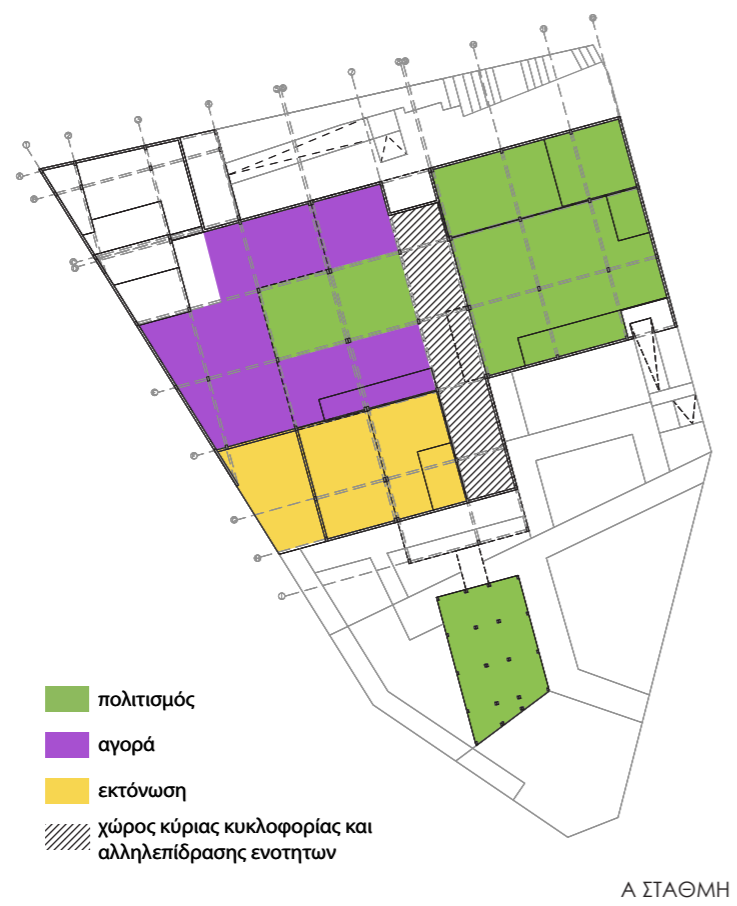 πολιτισμός
αγορά
εκτόνωση
χώρος κύριας κυκλοφορίας και
αλληλεπίδρασης ενοτητων
Α ΣΤΑΘΜΗ